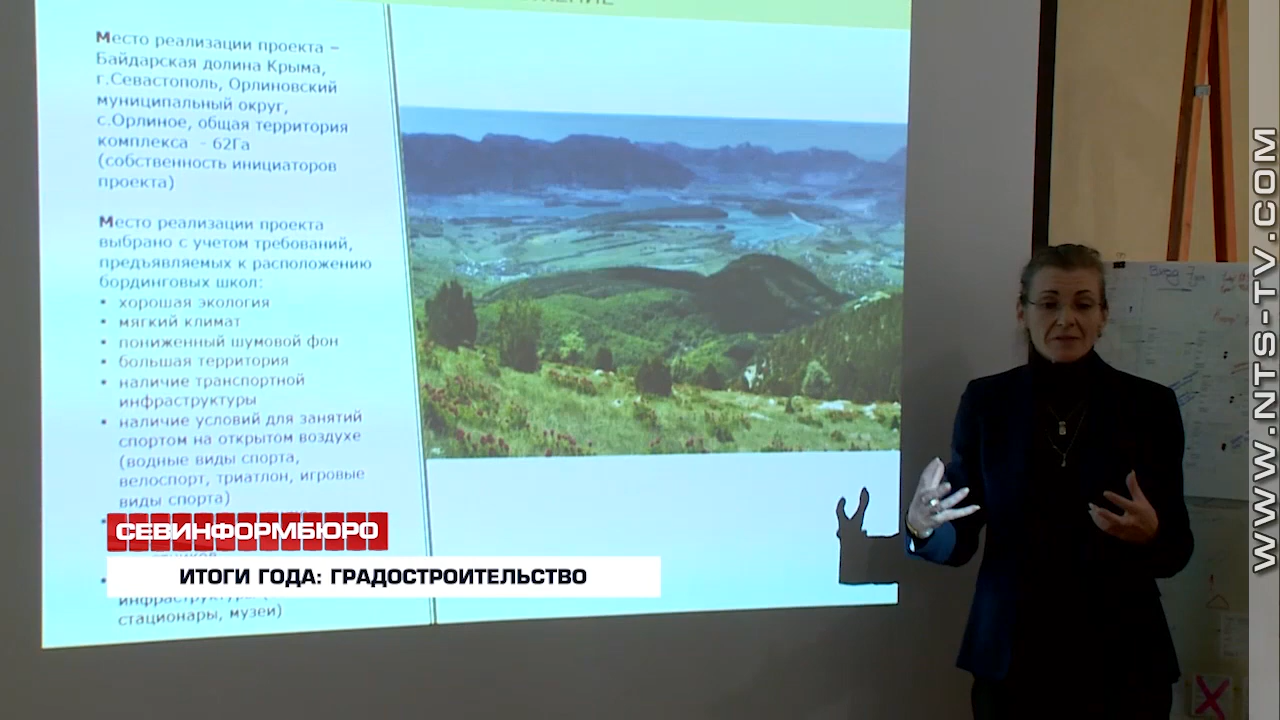 Место реализации проекта –
Байдарская долина Крыма,
г.Севастополь, Орлиновский
муниципальный округ,
с.Орлиное, общая территория
комплекса - 62Га
(собственность инициаторов
проекта)
Место реализации проекта
выбрано с учетом требований,
предъявляемых к расположению
бординговых школ:
• хорошая экология
• мягкий климат
• пониженный шумовой фон
• большая территория
• наличие транспортной
инфраструктуры
• наличие условий для занятий
спортом на открытом воздухе
(водные виды спорта,
велоспорт, триатлон, игровые
виды спорта)
СЕВИНФОРМБЮРО
ИТОГИ ГОДА: ГРАДОСТРОИТЕЛЬСТВО
инфраструктуры
стационары, музеи)
WWW.NTS-TV.COM